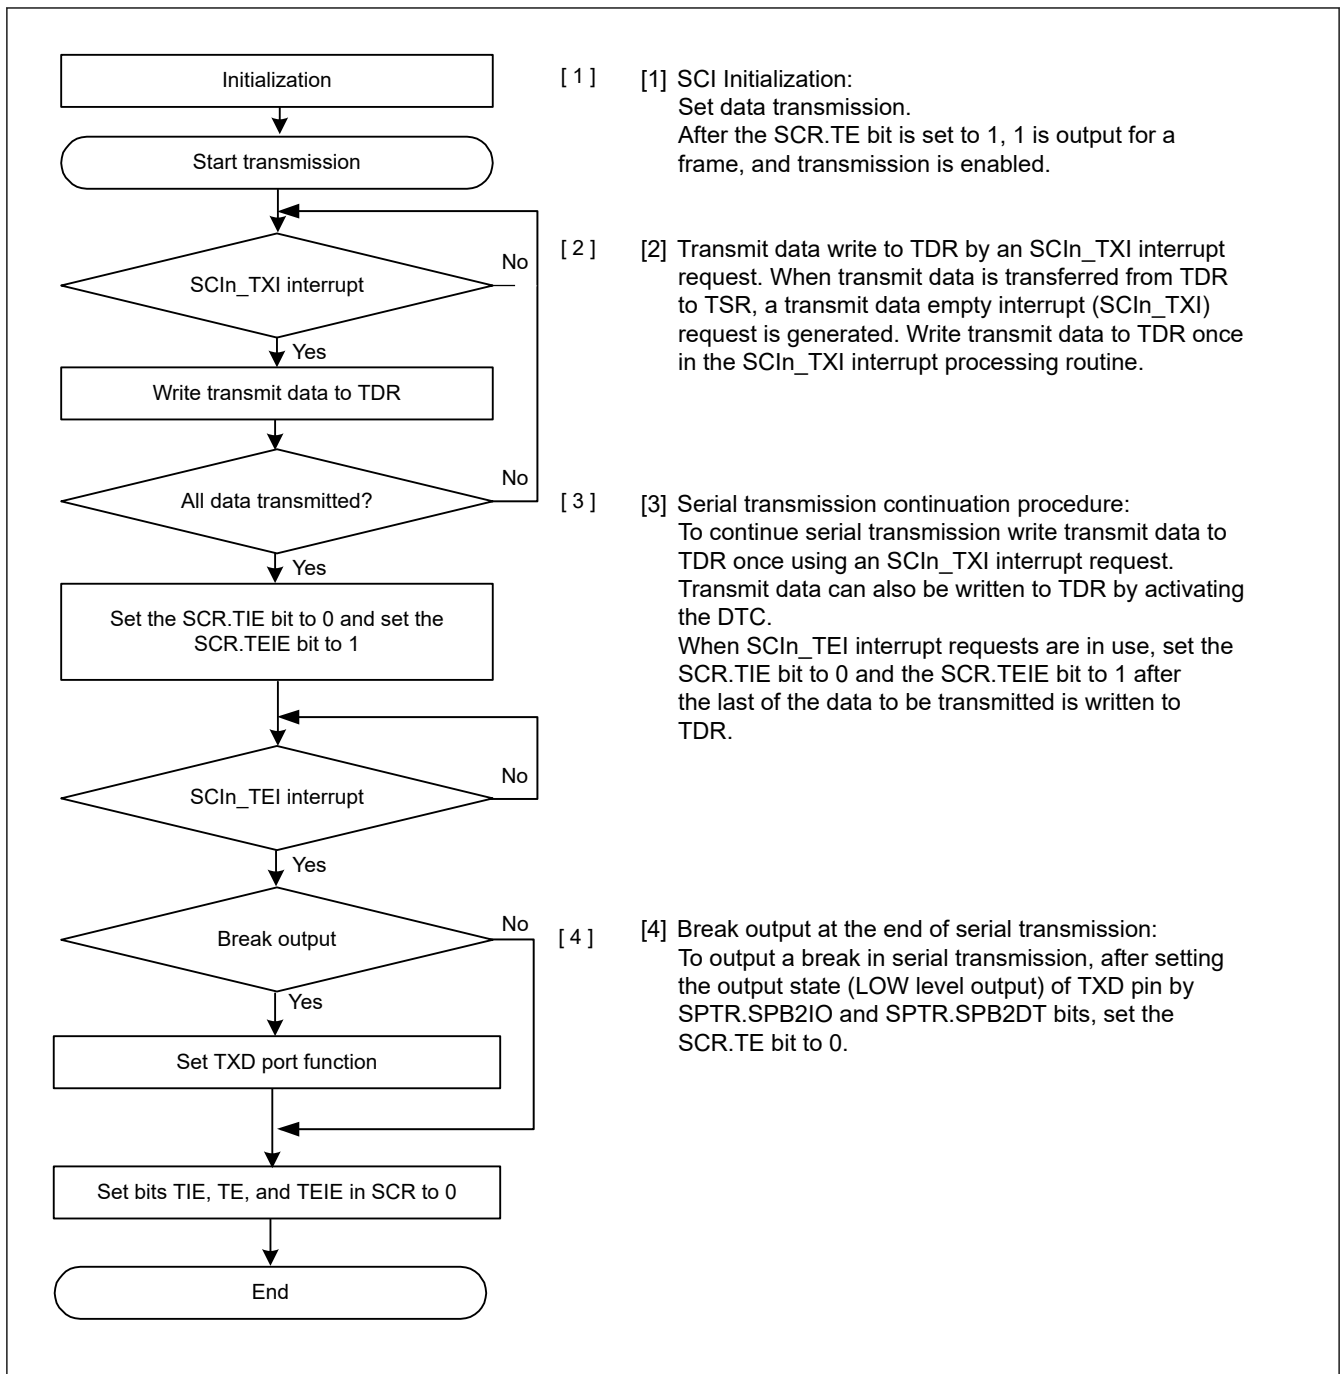 Initialization
[ 1 ]
[1] SCI Initialization:
Set data transmission.
After the SCR.TE bit is set to 1, 1 is output for a
frame, and transmission is enabled.
Start transmission
SCIn_TXI interrupt
No
Yes
[ 2 ]
[2] Transmit data write to TDR by an SCIn_TXI interrupt
request. When transmit data is transferred from TDR
to TSR, a transmit data empty interrupt (SCIn_TXI)
request is generated. Write transmit data to TDR once
in the SCIn_TXI interrupt processing routine.
Write transmit data to TDR
All data transmitted?
No
Yes
[ 3 ]
[3] Serial transmission continuation procedure:
To continue serial transmission write transmit data to
TDR once using an SCIn_TXI interrupt request.
Transmit data can also be written to TDR by activating
the DTC.
When SCIn_TEI interrupt requests are in use, set the
SCR.TIE bit to 0 and the SCR.TEIE bit to 1 after
the last of the data to be transmitted is written to
TDR.
Set the SCR.TIE bit to 0 and set the
SCR.TEIE bit to 1
SCIn_TEI interrupt
No
Yes
Break output
No
Yes
[ 4 ]
[4] Break output at the end of serial transmission:
To output a break in serial transmission, after setting
the output state (LOW level output) of TXD pin by
SPTR.SPB2IO and SPTR.SPB2DT bits, set the
SCR.TE bit to 0.
Set TXD port function
Set bits TIE, TE, and TEIE in SCR to 0
End